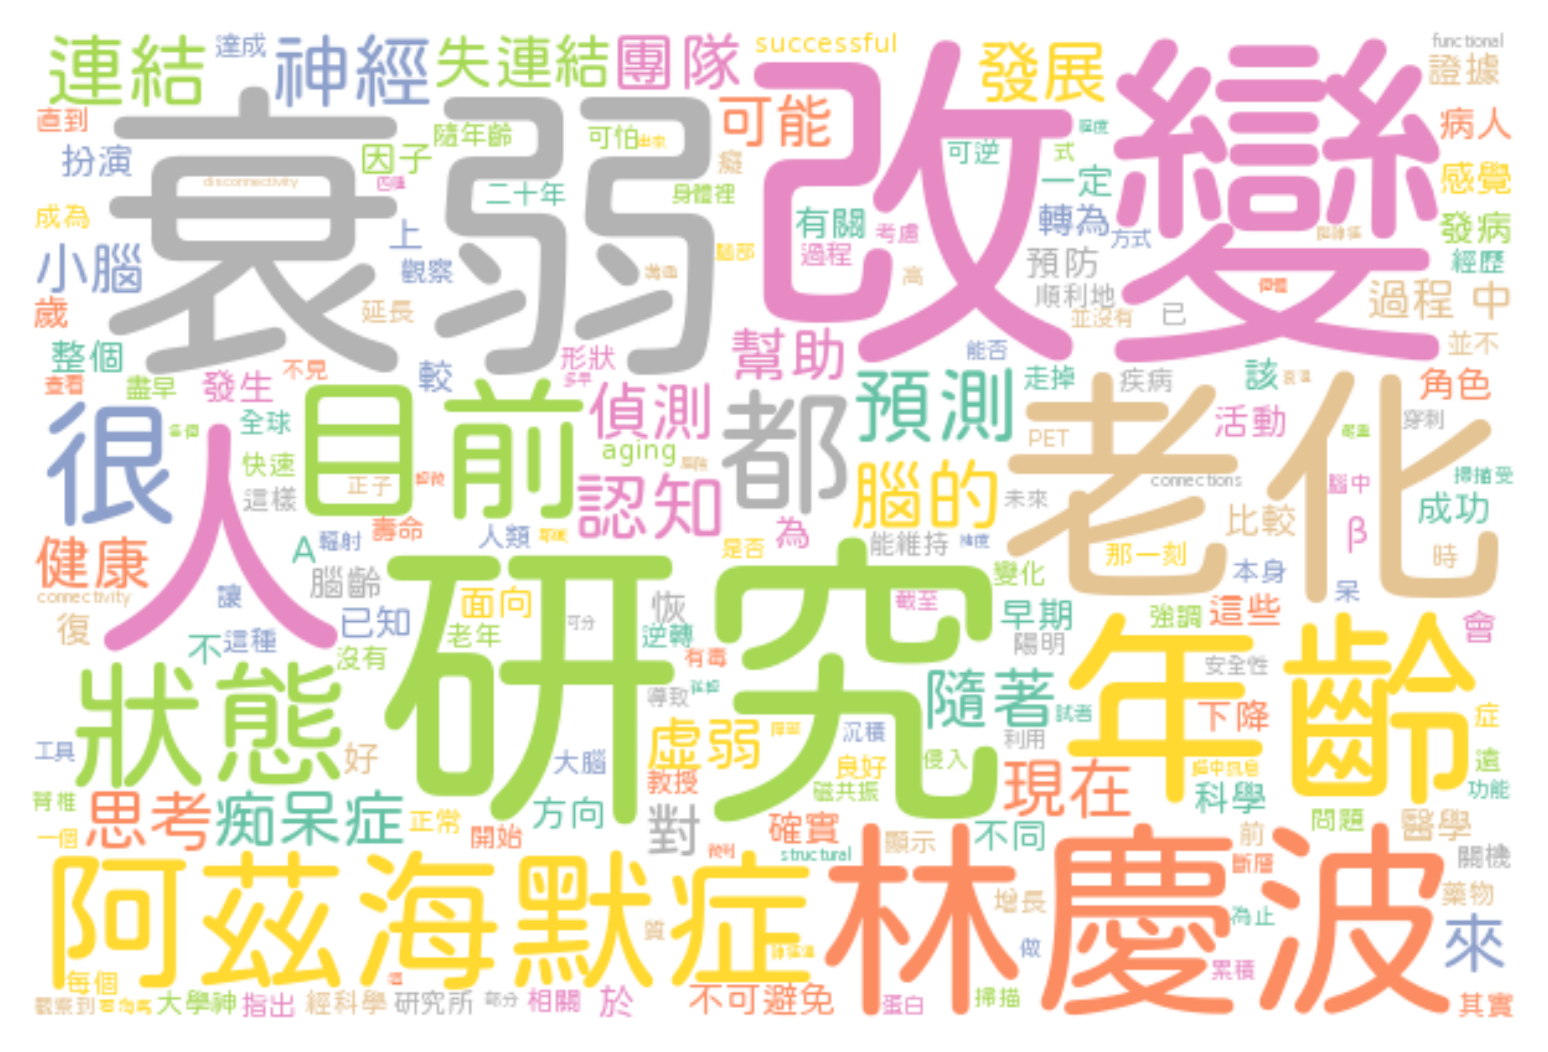 連結
達成
神經
失連結
團隊
successful
改變
發展
functional
證據
直到
衰弱
可能
病人
扮演
因子
隨年齡
可怕
癡
可逆
式
一定
感覺
disconnectivity
二十年
身體裡
成為
上
有關
考慮
轉為
方式
發病
小腦
觀察
腦部
過程
高
預防
經歷
歲
延長
順利地
並沒有
已
過程 中
整個
較
形狀
幫助
能否
並不
查看
盡早
發生
不見
多早
預測
走掉
疾病
該
角色
很
人
全球
目前
偵測
都
老化
活動
穿刺
快速
aging
PET
這樣
正子
認知
腦的
未來
connections
腦中
掃描受
比較
成功
壽命
為
β
健康
A
輻射
人類
是否
能維持
那一刻
時
connectivity
腦齡
研究
變化
本身
呆
讓
面向
恢
截至
早期
強調
這些
會
復
不
這種
已知
老年
可分
逆轉
陽明
年齡
安全性
狀態
沒有
有毒
導致
隨著
試者
下降
症
工具
好
大腦
虛弱
沉積
利用
侵入
遠
脊椎
思考
痴呆症
正常
方向
教授
良好
磁共振
現在
科學
功能
一個
開始
對
確實
顯示
不同
前
問題
醫學
structural
斷層
關機
阿茲海默症
林慶波
增長
藥物
質
為止
來
做
每個
累積
觀察到
大學神
指出
經科學
研究所
部分
相關
於
不可避免
蛋白
掃描
其實